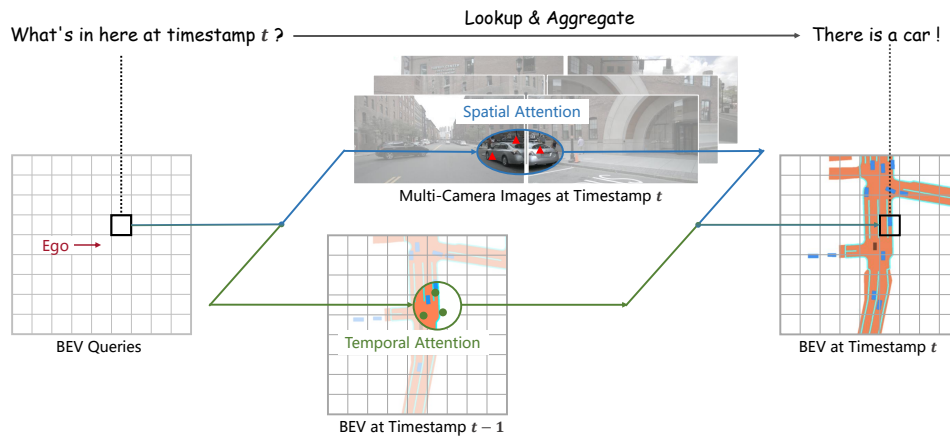 Lookup & Aggregate
What's in here at timestamp t ?
There is a car !
Spatial Attention
Multi-Camera Images at Timestamp t
Ego
BEV Queries
Temporal Attention
BEV at Timestamp t − 1
BEV at Timestamp t